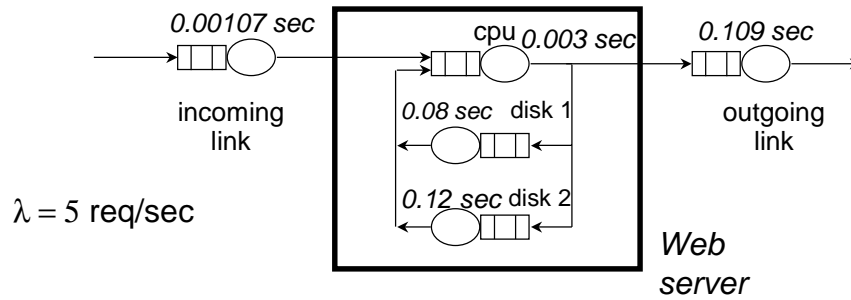 0.00107 sec
cpu
0.003 sec
0.109 sec
incoming
link
0.08 sec
disk 1
outgoing
link
0.12 sec
disk 2
λ = 5 req/sec
Web
server